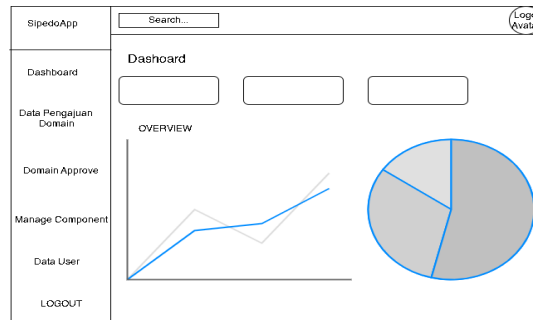 SipedoApp
Search...
Dashoard
Dashboard
Data Pengajuan
Domain
Domain Approve
Manage Component
Data User
LOGOUT
OVERVIEW